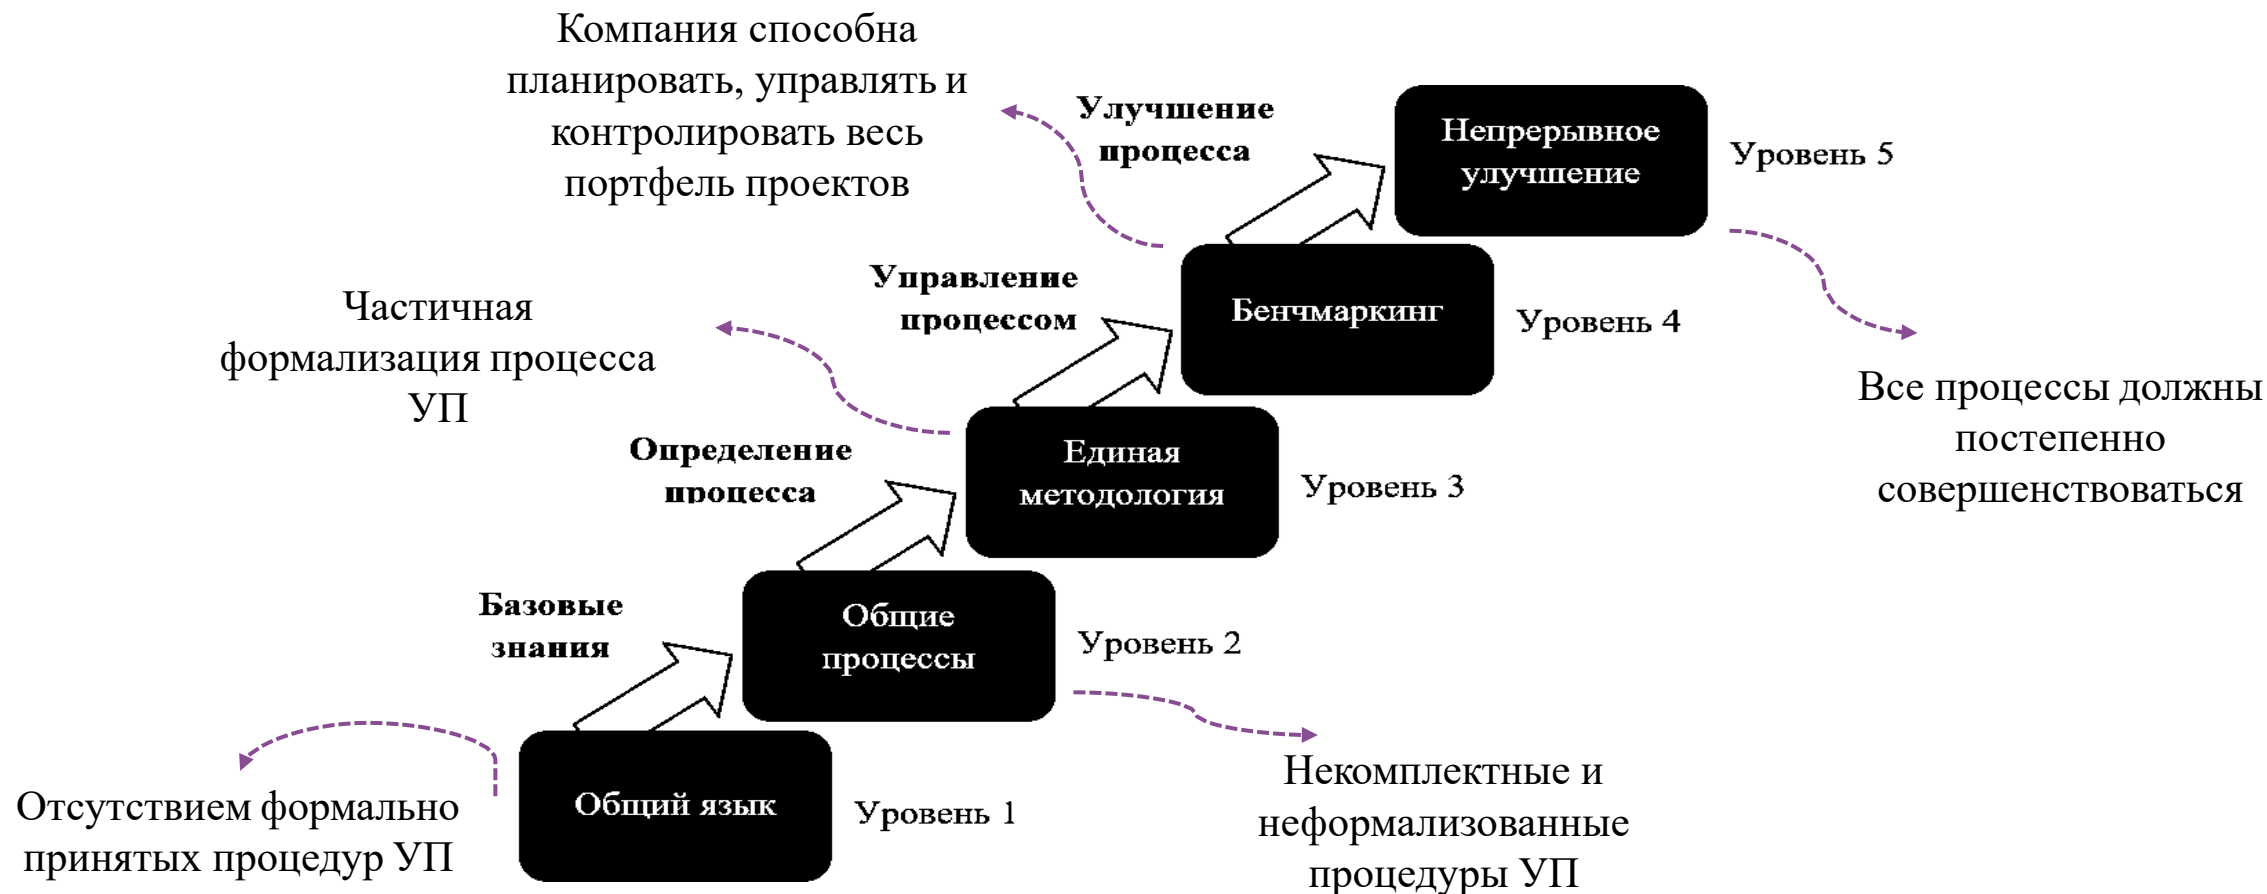 Компания способна
планировать, управлять и
контролировать весь
портфель проектов
Улучшение
процесса
Непрерывное
улучшение
Уровень 5
Управление
процессом
Бенчмаркинг
Уровень 4
Частичная
формализация процесса
УП
Все процессы должны
постепенно
совершенствоваться
Определение
процесса
Единая
методология
Уровень 3
Базовые
знания
Общие
процессы
Уровень 2
Отсутствием формально
принятых процедур УП
Общий язык
Уровень 1
Некомплектные и
неформализованные
процедуры УП